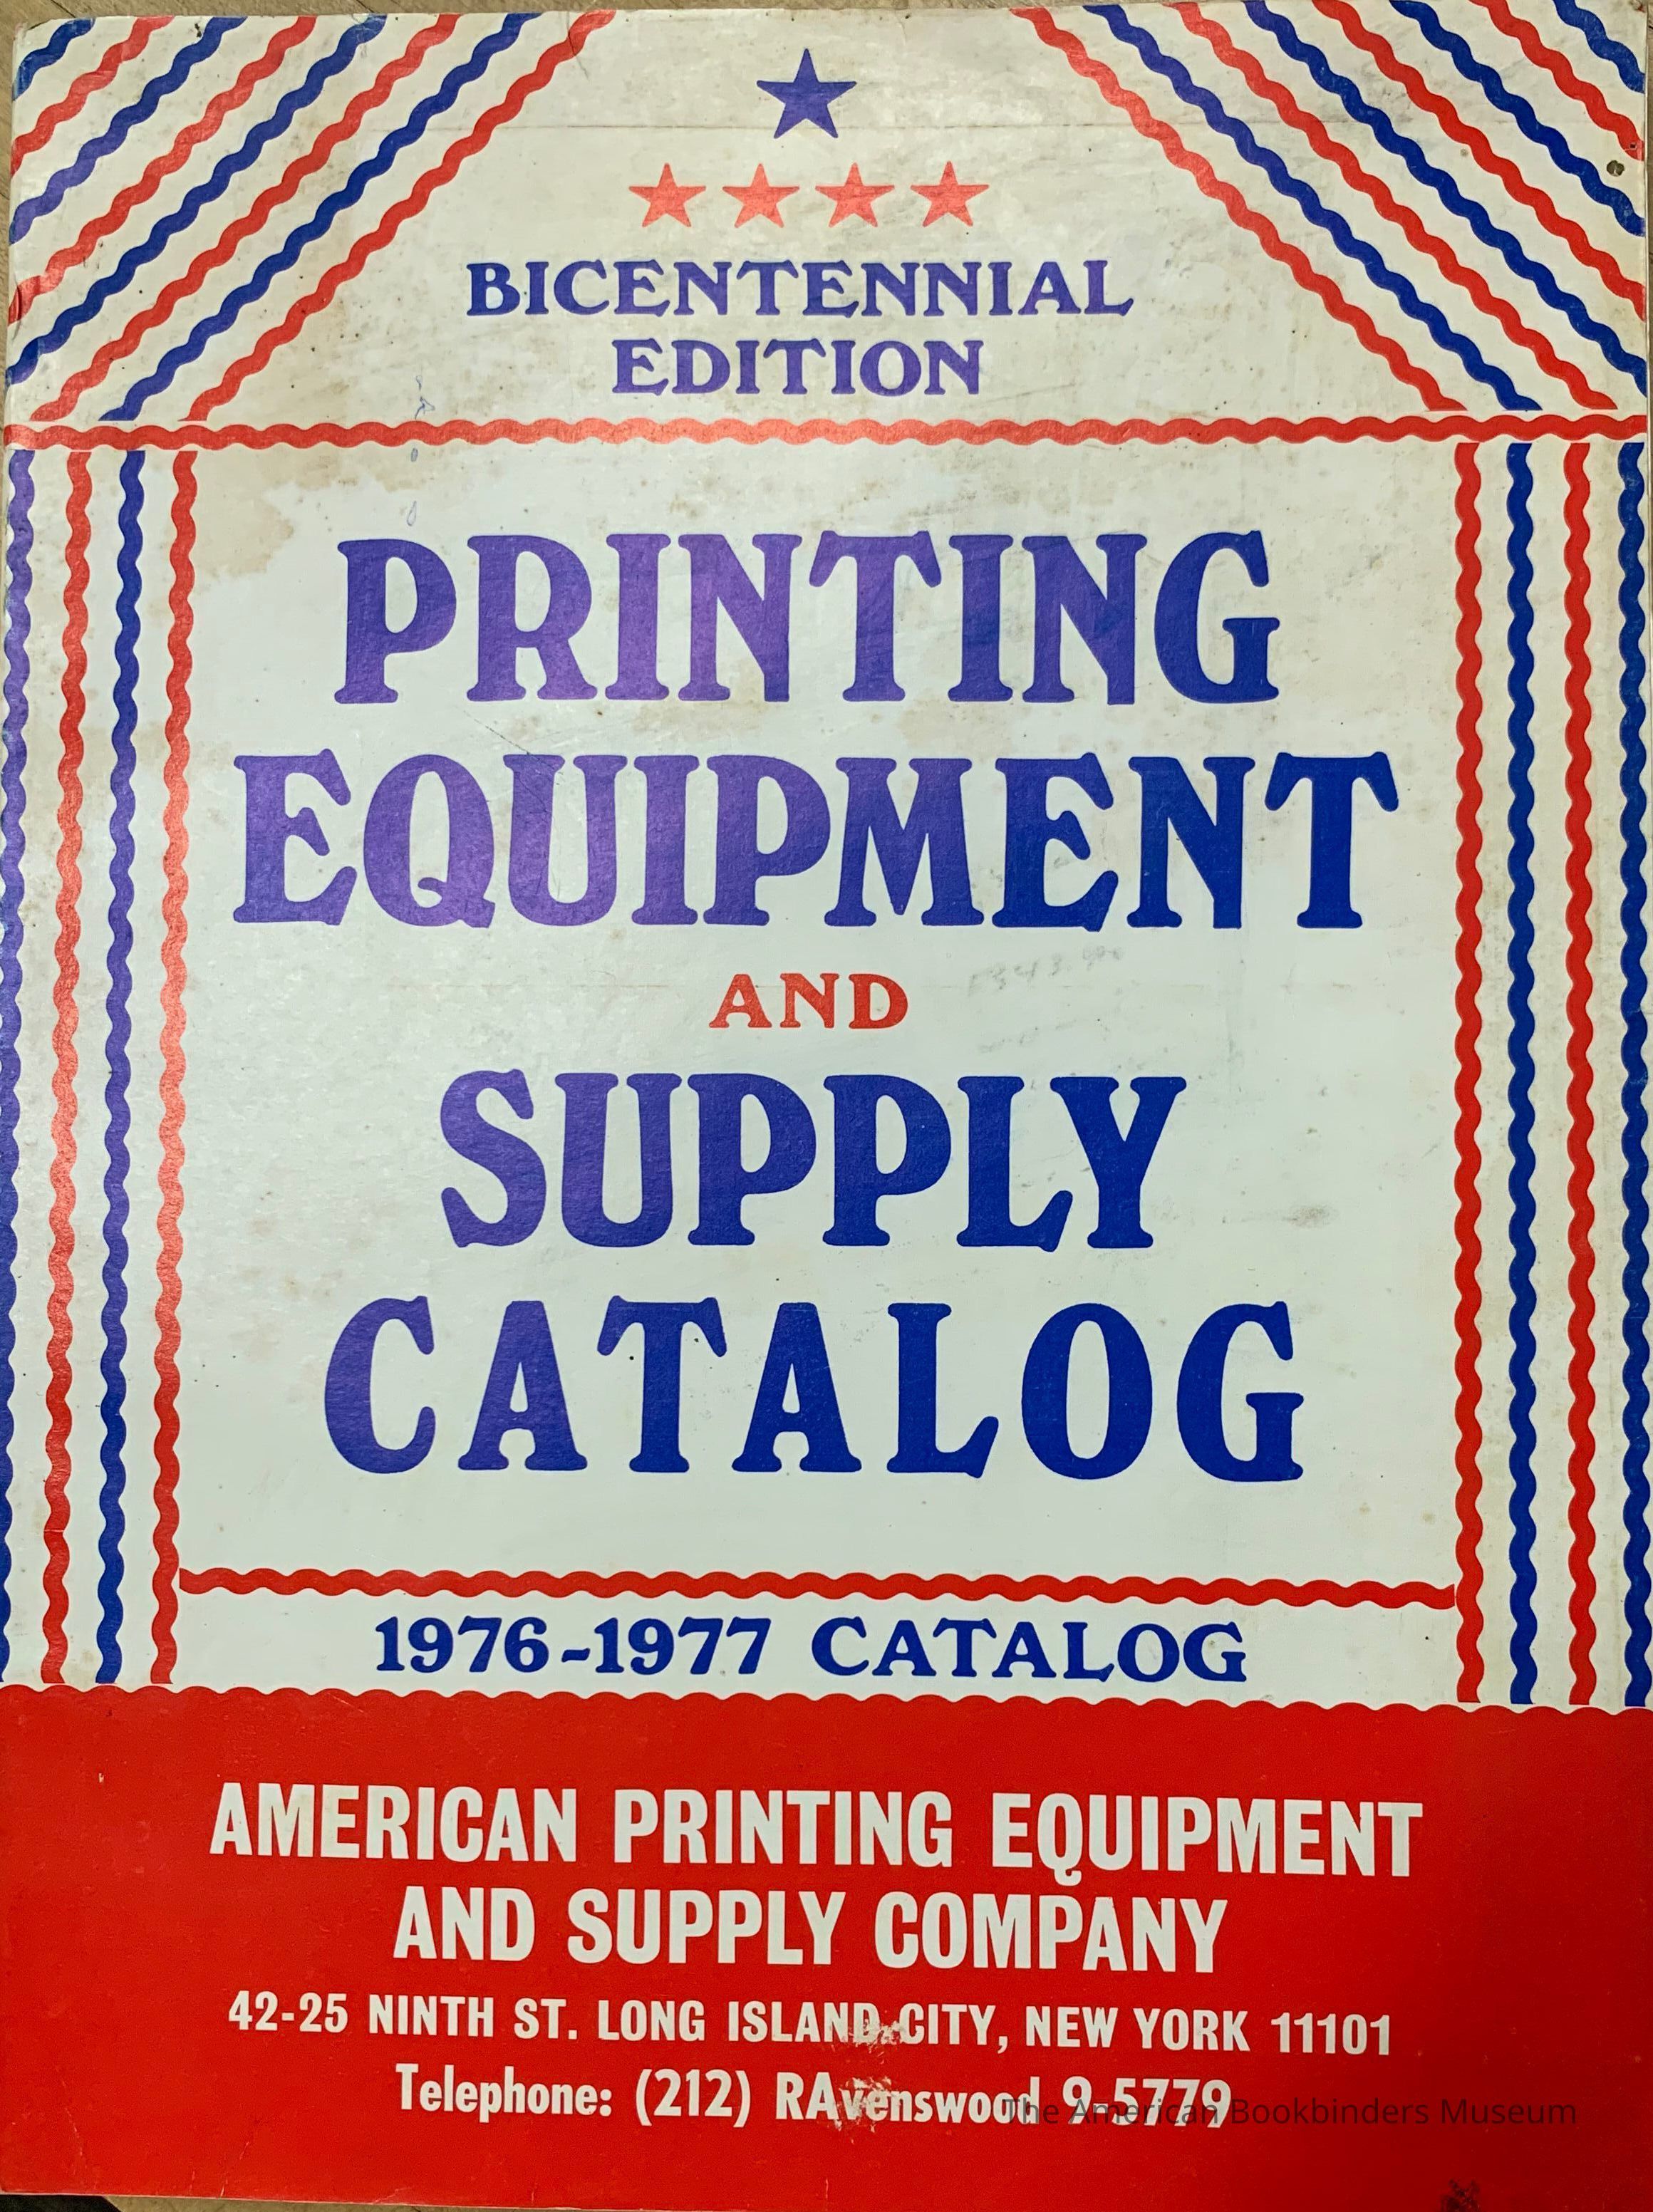 BICENTENNIAL
EDITION
PRINTING
EQUIPMENT
AND
SUPPLY
CATALOG
1976-1977 CATALOG
AMERICAN PRINTING EQUIPMENT
AND SUPPLY COMPANY
42-25 NINTH ST. LONG ISLAND CITY, NEW YORK 11101
Telephone: (212) RAvenswood 9-5779
The American Bookbinders Museum